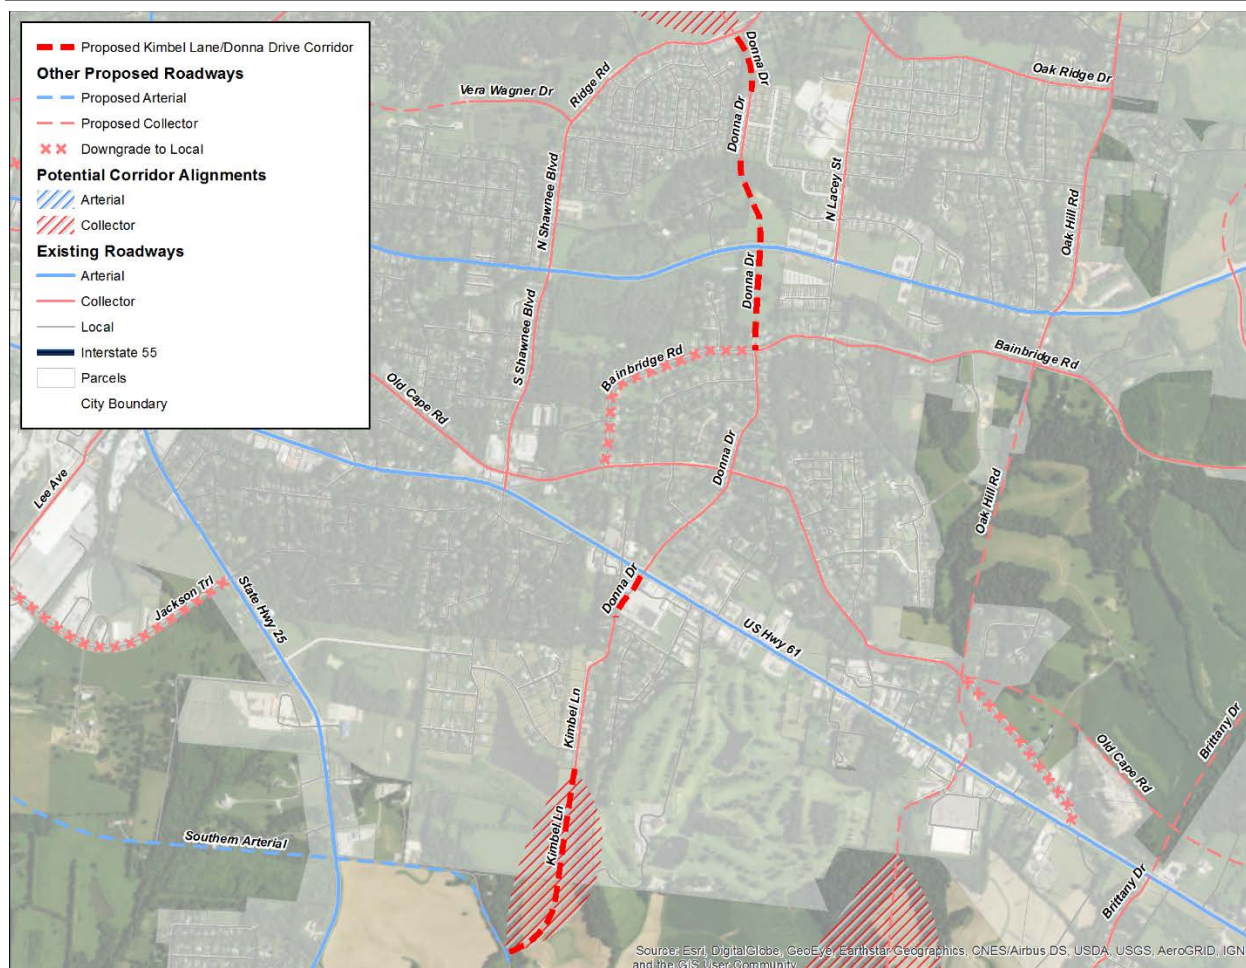 Proposed Kimbel Lane/Donna Drive Corridor
Other Proposed Roadways
Proposed Arterial
Proposed Collector
Downgrade to Local
Potential Corridor Alignments
Arterial
Collector
Existing Roadways
Arterial
Collector
Local
Interstate 55
Parcels
City Boundary
Donna Dr
Oak Ridge Dr
Ridge Rd
Vera Wagner Dr
Donna Dr
N Shawnee Blvd
N Lacey St
Oak Hill Rd
Donna Dr
S Shawnee Blvd
Bainbridge Rd
Bainbridge Rd
Old Cape Rd
Donna Dr
Lee Ave
Oak Hill Rd
Jackson Trl
State Hwy 25
Donna Dr
US Hwy 61
Kimbel Ln
Brittany Dr
Old Cape Rd
Southern Arterial
Kimbel Ln
Brittany Dr
Source: Esri, DigitalGlobe, GeoEye, Earthstar Geographics, CNES/Airbus DS, USDA, USGS, AeroGRID, IGN
and the GIS User Community